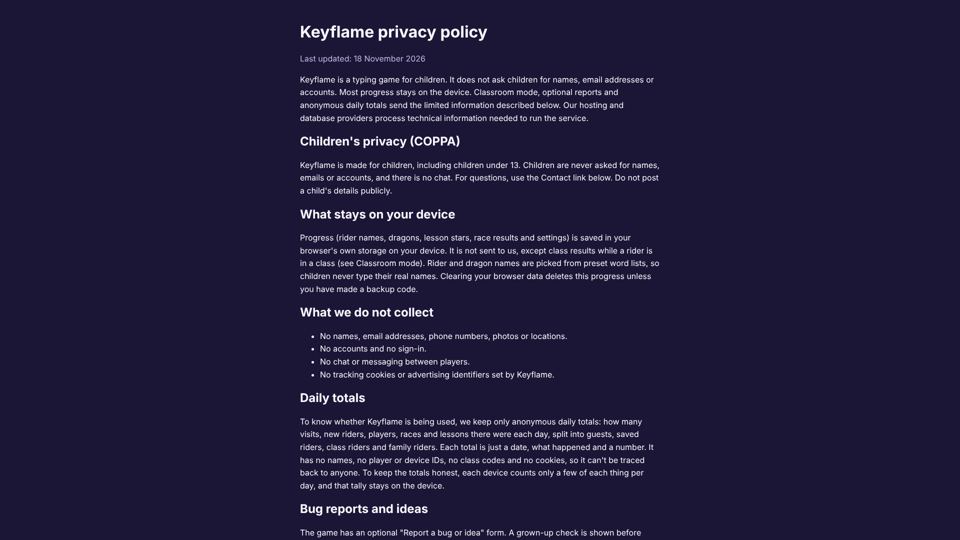 Keyflame privacy policy
Last updated: 18 November 2026
Keyflame is a typing game for children. It does not ask children for names, email addresses or
accounts. Most progress stays on the device. Classroom mode, optional reports and
anonymous daily totals send the limited information described below. Our hosting and
database providers process technical information needed to run the service.
Children's privacy (COPPA)
Keyflame is made for children, including children under 13. Children are never asked for names,
emails or accounts, and there is no chat. For questions, use the Contact link below. Do not post
a child's details publicly.
What stays on your device
Progress (rider names, dragons, lesson stars, race results and settings) is saved in your
browser's own storage on your device. It is not sent to us, except class results while a rider is
in a class (see Classroom mode). Rider and dragon names are picked from preset word lists, so
children never type their real names. Clearing your browser data deletes this progress unless
you have made a backup code.
What we do not collect
• No names, email addresses, phone numbers, photos or locations.
• No accounts and no sign-in.
• No chat or messaging between players.
• No tracking cookies or advertising identifiers set by Keyflame.
Daily totals
To know whether Keyflame is being used, we keep only anonymous daily totals: how many
visits, new riders, players, races and lessons there were each day, split into guests, saved
riders, class riders and family riders. Each total is just a date, what happened and a number. It
has no names, no player or device IDs, no class codes and no cookies, so it can't be traced
back to anyone. To keep the totals honest, each device counts only a few of each thing per
day, and that tally stays on the device.
Bug reports and ideas
The game has an optional "Report a bug or idea" form. A grown-up check is shown before